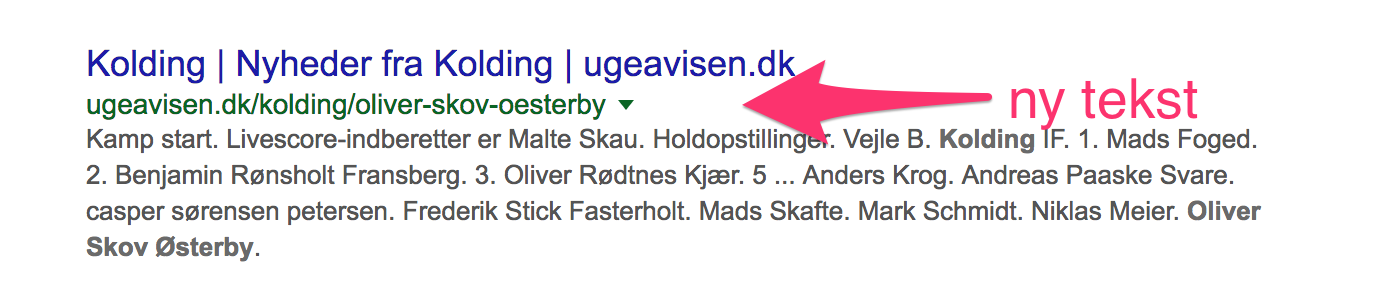 Kolding | Nyheder fra Kolding | ugeavisen.dk
ugeavisen.dk/kolding/oliver-skov-oesterby
ny tekst
Kamp start. Livescore-indberetter er Malte Skau. Holdopstillinger. Vejle B. Kolding IF. 1. Mads Foged.
2. Benjamin Rønsholt Fransberg. 3. Oliver Rødtnes Kjær. 5 ... Anders Krog. Andreas Paaske Svare.
casper sørensen petersen. Frederik Stick Fasterholt. Mads Skafte. Mark Schmidt. Niklas Meier. Oliver
Skov Østerby.